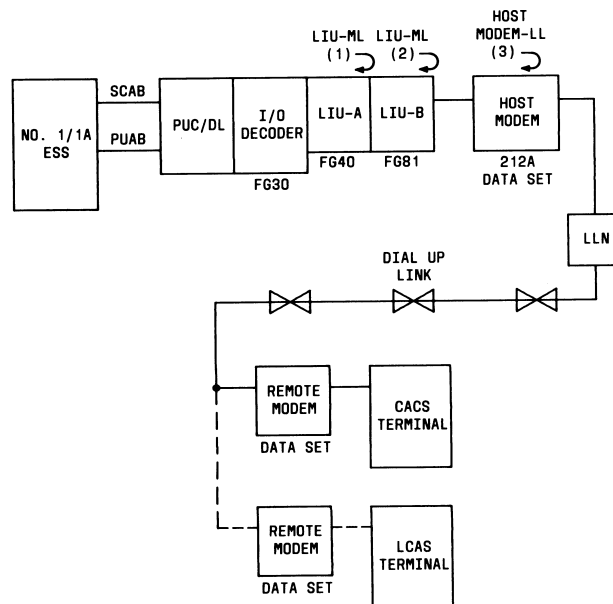 LIU-ML
(1)
LIU-ML
(2)
HOST
MODEM-LL
(3)
NO. 1/1A
ESS
SCAB
PUAB
PUC/DL
I/O
DECODER
LIU-A
LIU-B
HOST
MODEM
FG30
FG40
FG81
212A
DATA SET
LLN
DIAL UP
LINK
REMOTE
MODEM
DATA SET
CACS
TERMINAL
REMOTE
MODEM
DATA SET
LCAS
TERMINAL